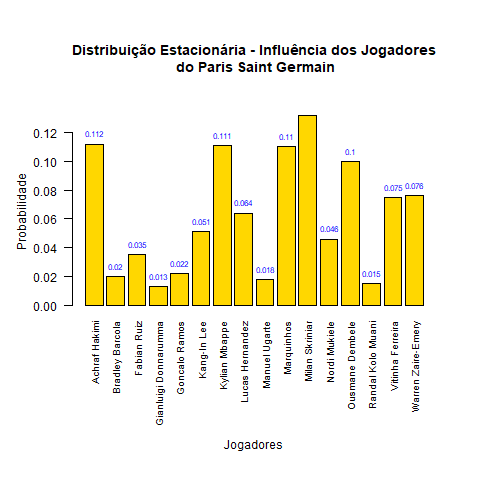 Distribuição Estacionária - Influência dos Jogadores
do Paris Saint Germain
Probabilidade
0.12
0.10
0.08
0.06
0.04
0.02
0.00
0.112
0.02
0.035
0.013
0.022
0.051
0.111
0.064
0.018
0.11
0.046
0.1
0.015
0.075
0.076
Achraf Hakimi
Bradley Barcola
Fabian Ruiz
Gianluigi Donnarumma
Goncalo Ramos
Kang-In Lee
Kylian Mbappe
Lucas Hernandez
Manuel Ugarte
Marquinhos
Milan Skriniar
Nordi Mukiele
Ousmane Dembele
Randal Kolo Muani
Vitinha Ferreira
Warren Zaire-Emery
Jogadores